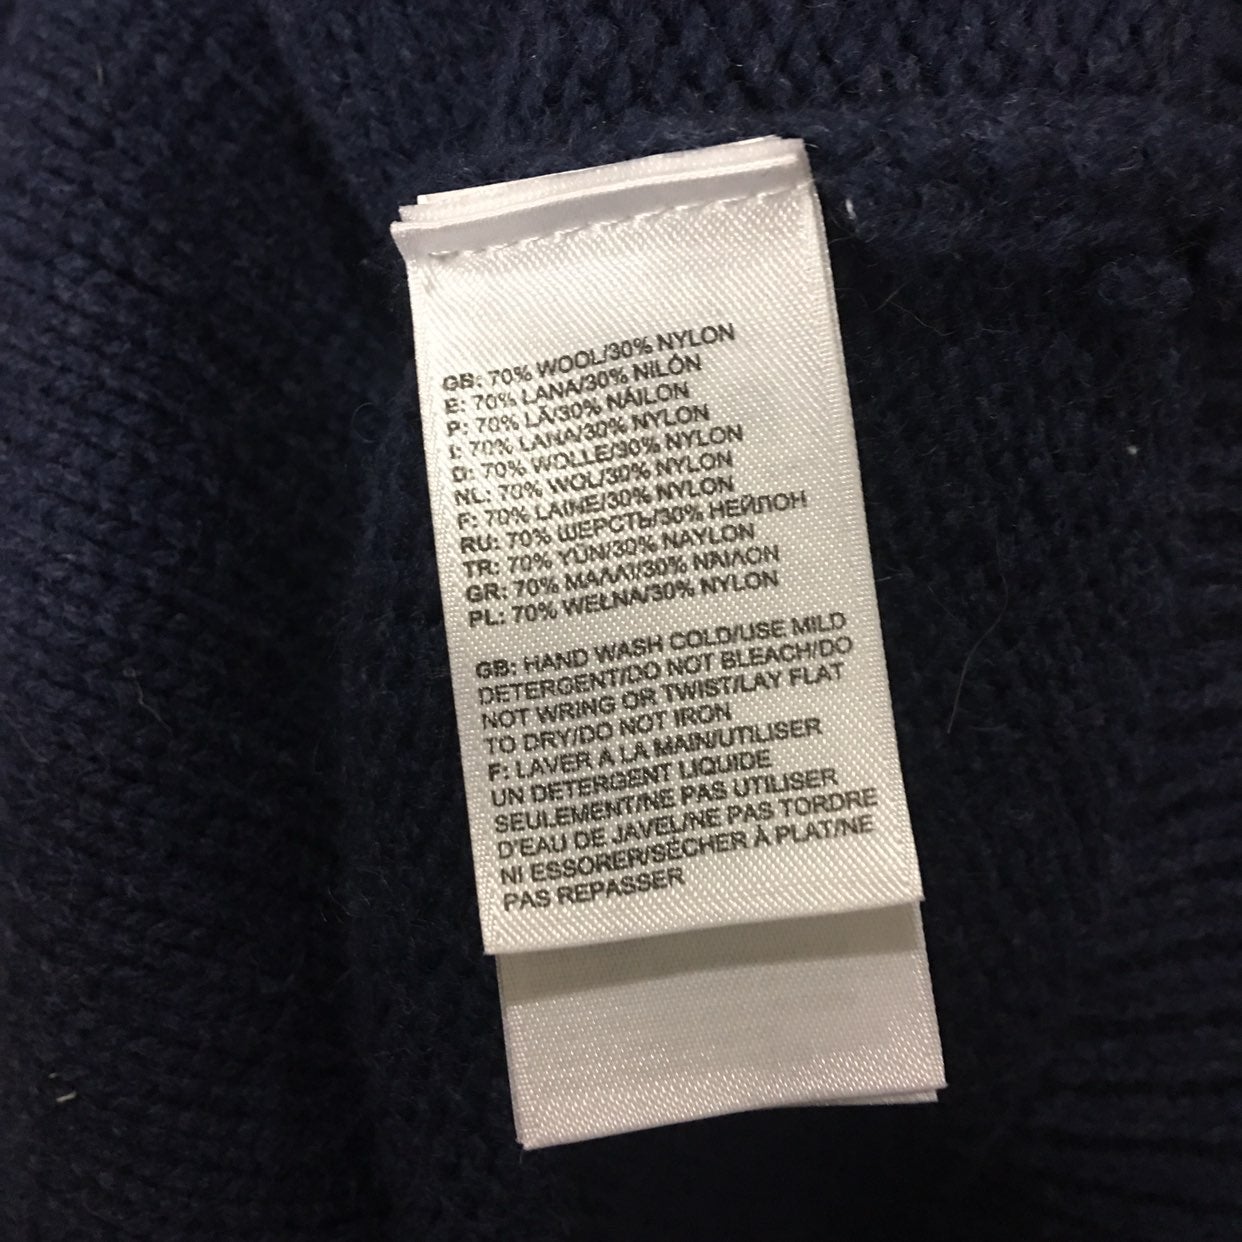 GB: 70% WOOL/30% NYLON
E: 70% LANA/30% NILÓN
P: 70% LÃ/30% NÁILON
I: 70% LANA/30% NYLON
D: 70% WOLLE/30% NYLON
NL: 70% WOL/30% NYLON
F: 70% LAINE/30% NYLON
RU: 70% ШЕРСТЬ/30% НЕЙЛОН
TR: 70% YÜN/30% NAYLON
GR: 70% ΜΑΛΛΙ/30% ΝΑΙΛΟΝ
PL: 70% WEŁNA/30% NYLON
GB: HAND WASH COLD/USE MILD
DETERGENT/DO NOT BLEACH/DO
NOT WRING OR TWIST/LAY FLAT
TO DRY/DO NOT IRON
F: LAVER A LA MAIN/UTILISER
UN DETERGENT LIQUIDE
SEULEMENT/NE PAS UTILISER
D'EAU DE JAVEL/NE PAS TORDRE
NI ESSORER/SÉCHER À PLAT/NE
PAS REPASSER